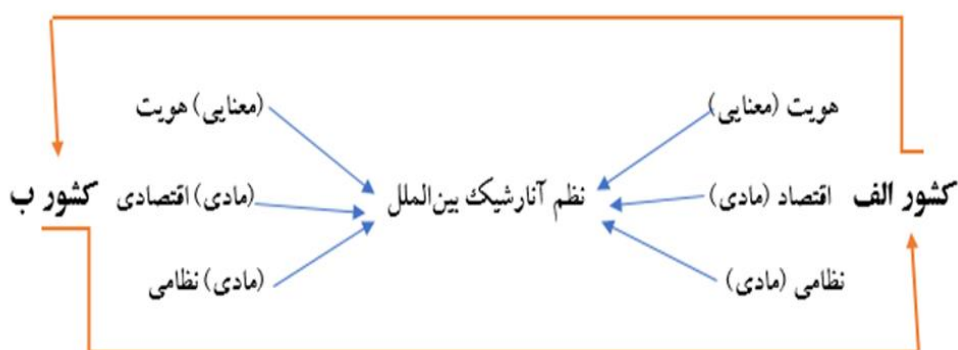 هویت (معنایی)
(معنایی) هویت
کشور الف اقتصاد (مادی) نظم آنارشیک بین‌الملل (مادی) اقتصادی کشور ب
نظامی (مادی)
(مادی) نظامی